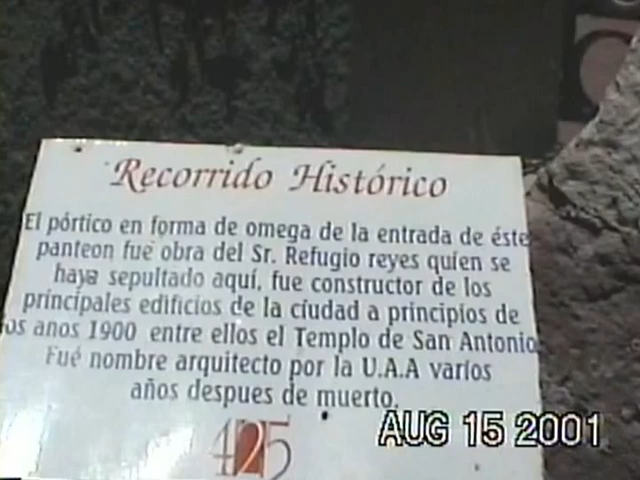 Recorrido Histórico
El pórtico en forma de omega de la entrada de éste
panteon fue obra del Sr. Refugio reyes quien se
haya sepultado aquí, fue constructor de los
principales edificios de la ciudad a principios de
os anos 1900 entre ellos el Templo de San Antonio
Fué nombre arquitecto por la U.A.A varios
años despues de muerto.
425
AUG 15 2001